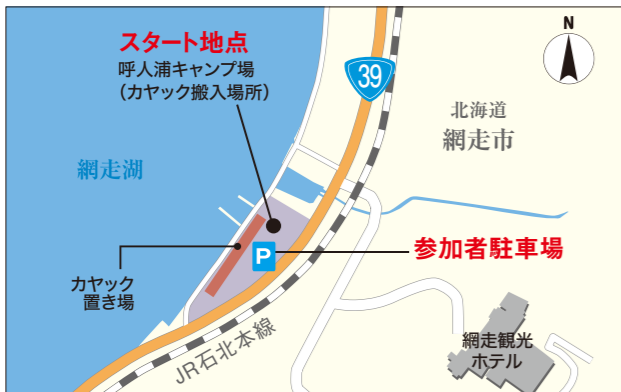 スタート地点
呼人浦キャンプ場
（カヤック搬入場所）
39
N
北海道
網走市
網走湖
P
参加者駐車場
カヤック
置き場
JR石北本線
網走観光
ホテル